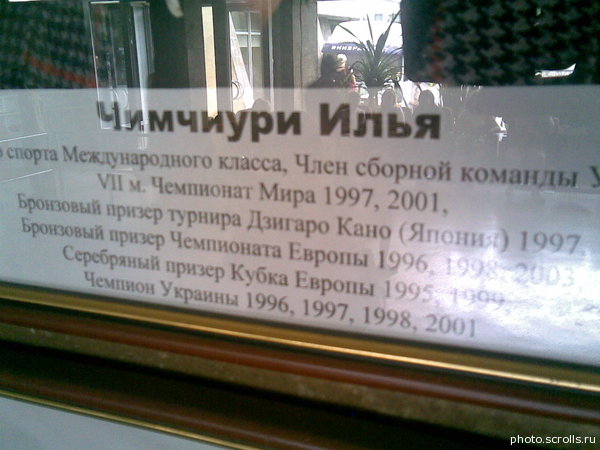 Чимчиури Илья
спорта Международного класса, Член сборной команды У
VII м. Чемпионат Мира 1997, 2001,
Бронзовый призер турнира Дзигаро Кано (Япония) 1997
Бронзовый призер Чемпионата Европы 1996, 1998, 2003
Серебряный призер Кубка Европы 1995, 1999,
Чемпион Украины 1996, 1997, 1998, 2001
photo.scrolls.ru